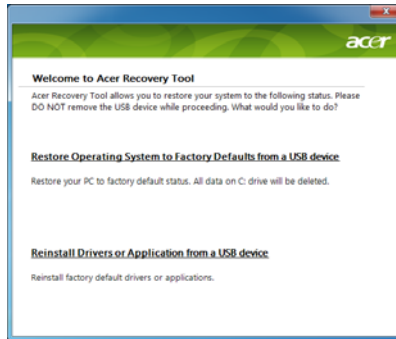 acer
Welcome to Acer Recovery Tool
Acer Recovery Tool allows you to restore your system to the following status. Please
DO NOT remove the USB device while proceeding. What would you like to do?
Restore Operating System to Factory Defaults from a USB device
Restore your PC to factory default status. All data on C: drive will be deleted.
Reinstall Drivers or Application from a USB device
Reinstall factory default drivers or applications.